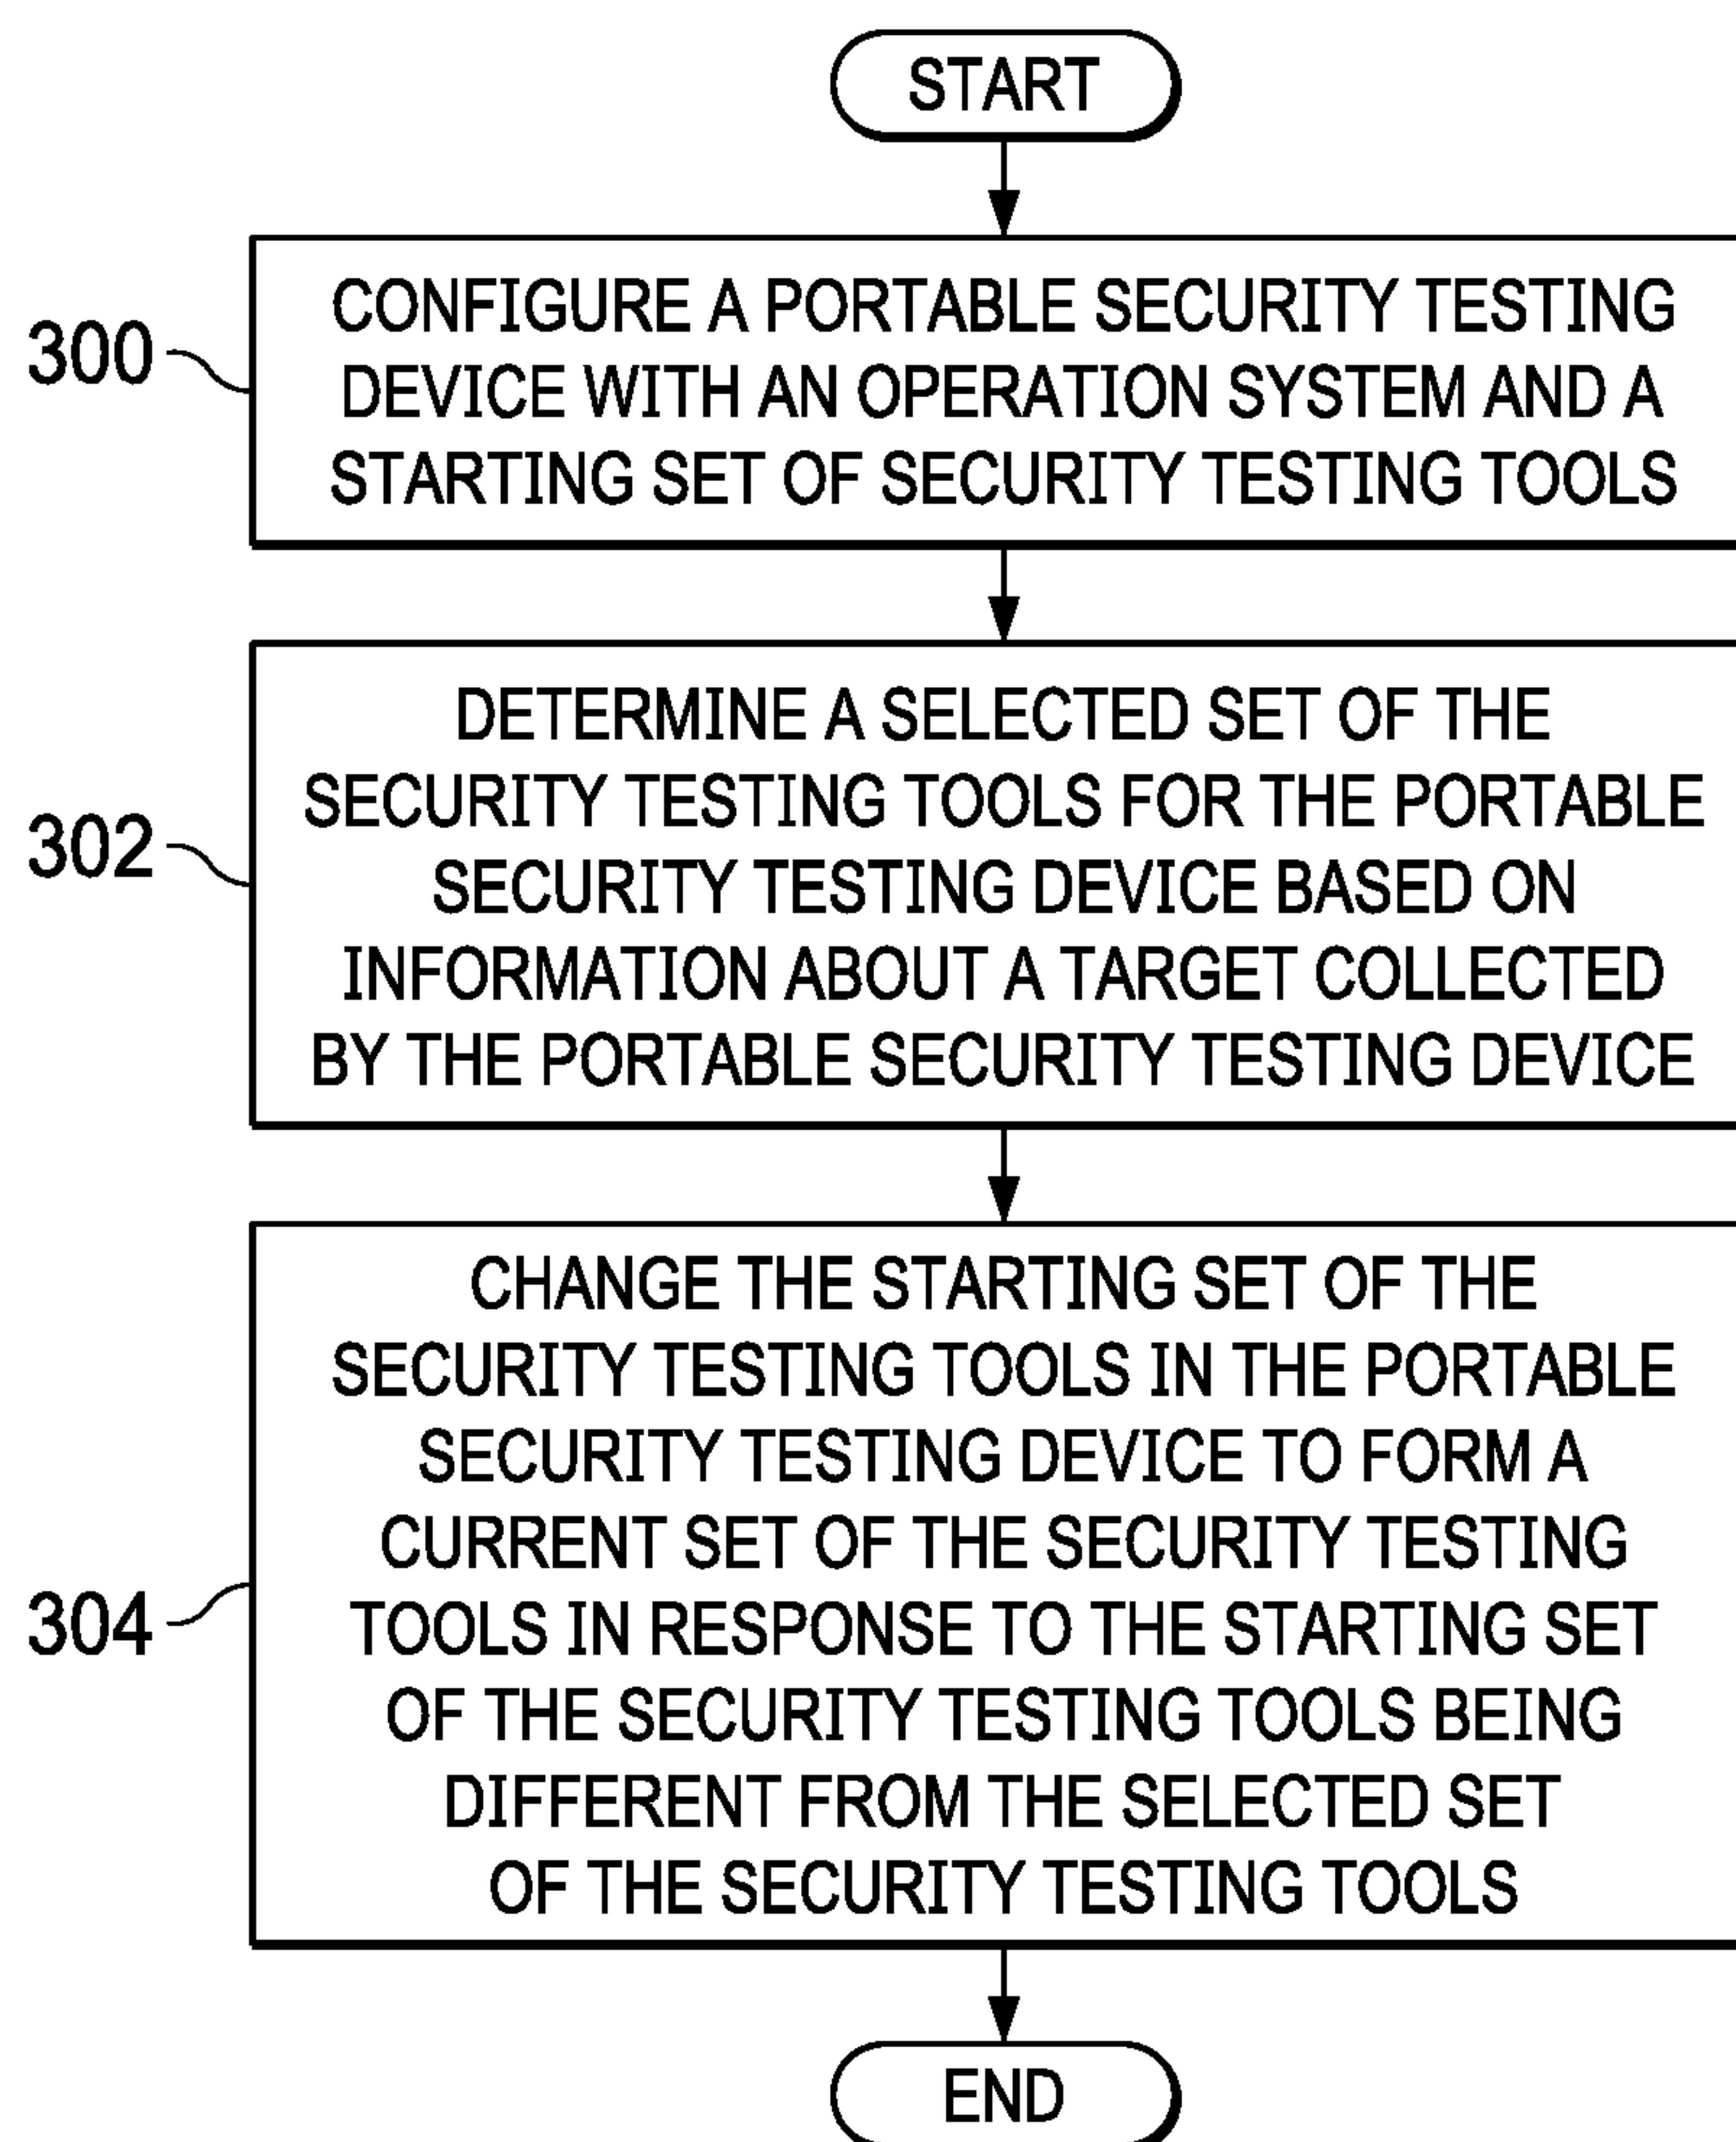 START
300
CONFIGURE A PORTABLE SECURITY TESTING
DEVICE WITH AN OPERATION SYSTEM AND A
STARTING SET OF SECURITY TESTING TOOLS
302
DETERMINE A SELECTED SET OF THE
SECURITY TESTING TOOLS FOR THE PORTABLE
SECURITY TESTING DEVICE BASED ON
INFORMATION ABOUT A TARGET COLLECTED
BY THE PORTABLE SECURITY TESTING DEVICE
304
CHANGE THE STARTING SET OF THE
SECURITY TESTING TOOLS IN THE PORTABLE
SECURITY TESTING DEVICE TO FORM A
CURRENT SET OF THE SECURITY TESTING
TOOLS IN RESPONSE TO THE STARTING SET
OF THE SECURITY TESTING TOOLS BEING
DIFFERENT FROM THE SELECTED SET
OF THE SECURITY TESTING TOOLS
END